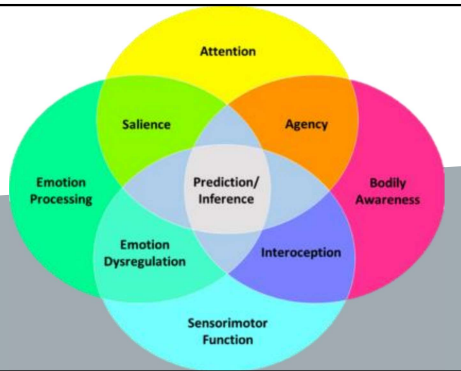 Attention
Salience
Agency
Emotion
Processing
Prediction/
Inference
Bodily
Awareness
Emotion
Dysregulation
Interoception
Sensorimotor
Function